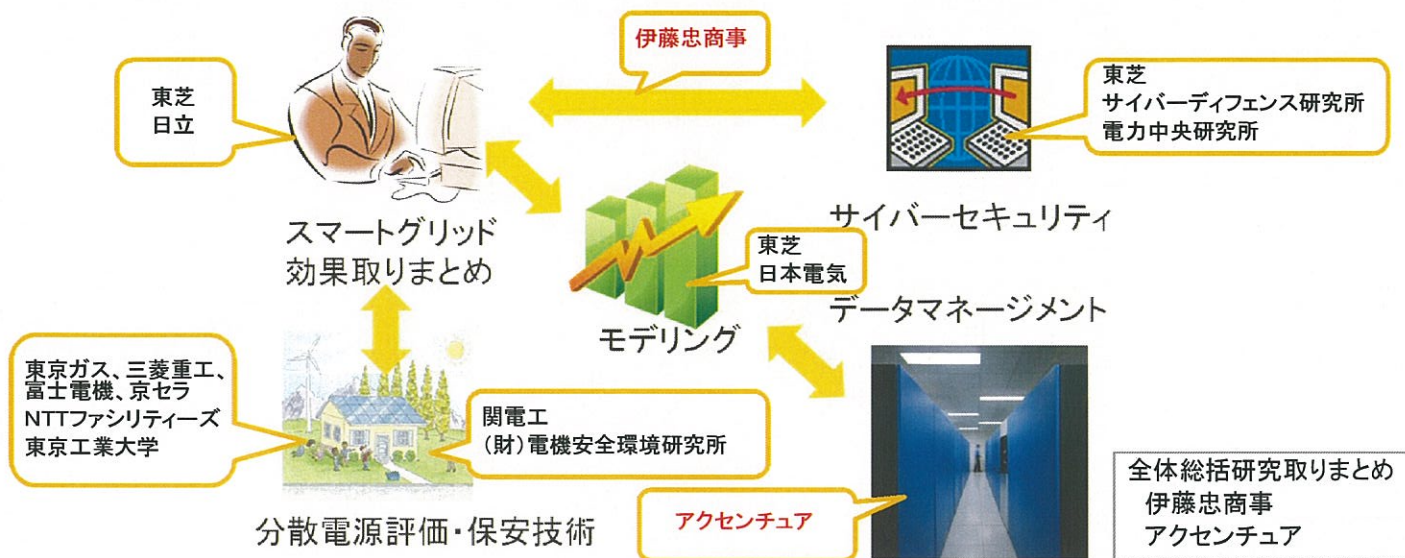 伊藤忠商事
東芝
日立
東芝
サイバーディフェンス研究所
電力中央研究所
スマートグリッド
効果取りまとめ
サイバーセキュリティ
東芝
日本電気
モデリング
データマネージメント
東京ガス、三菱重工、
富士電機、京セラ
NTTファシリティーズ
東京工業大学
関電工
(財)電機安全環境研究所
分散電源評価・保安技術
アクセンチュア
全体総括研究取りまとめ
伊藤忠商事
アクセンチュア